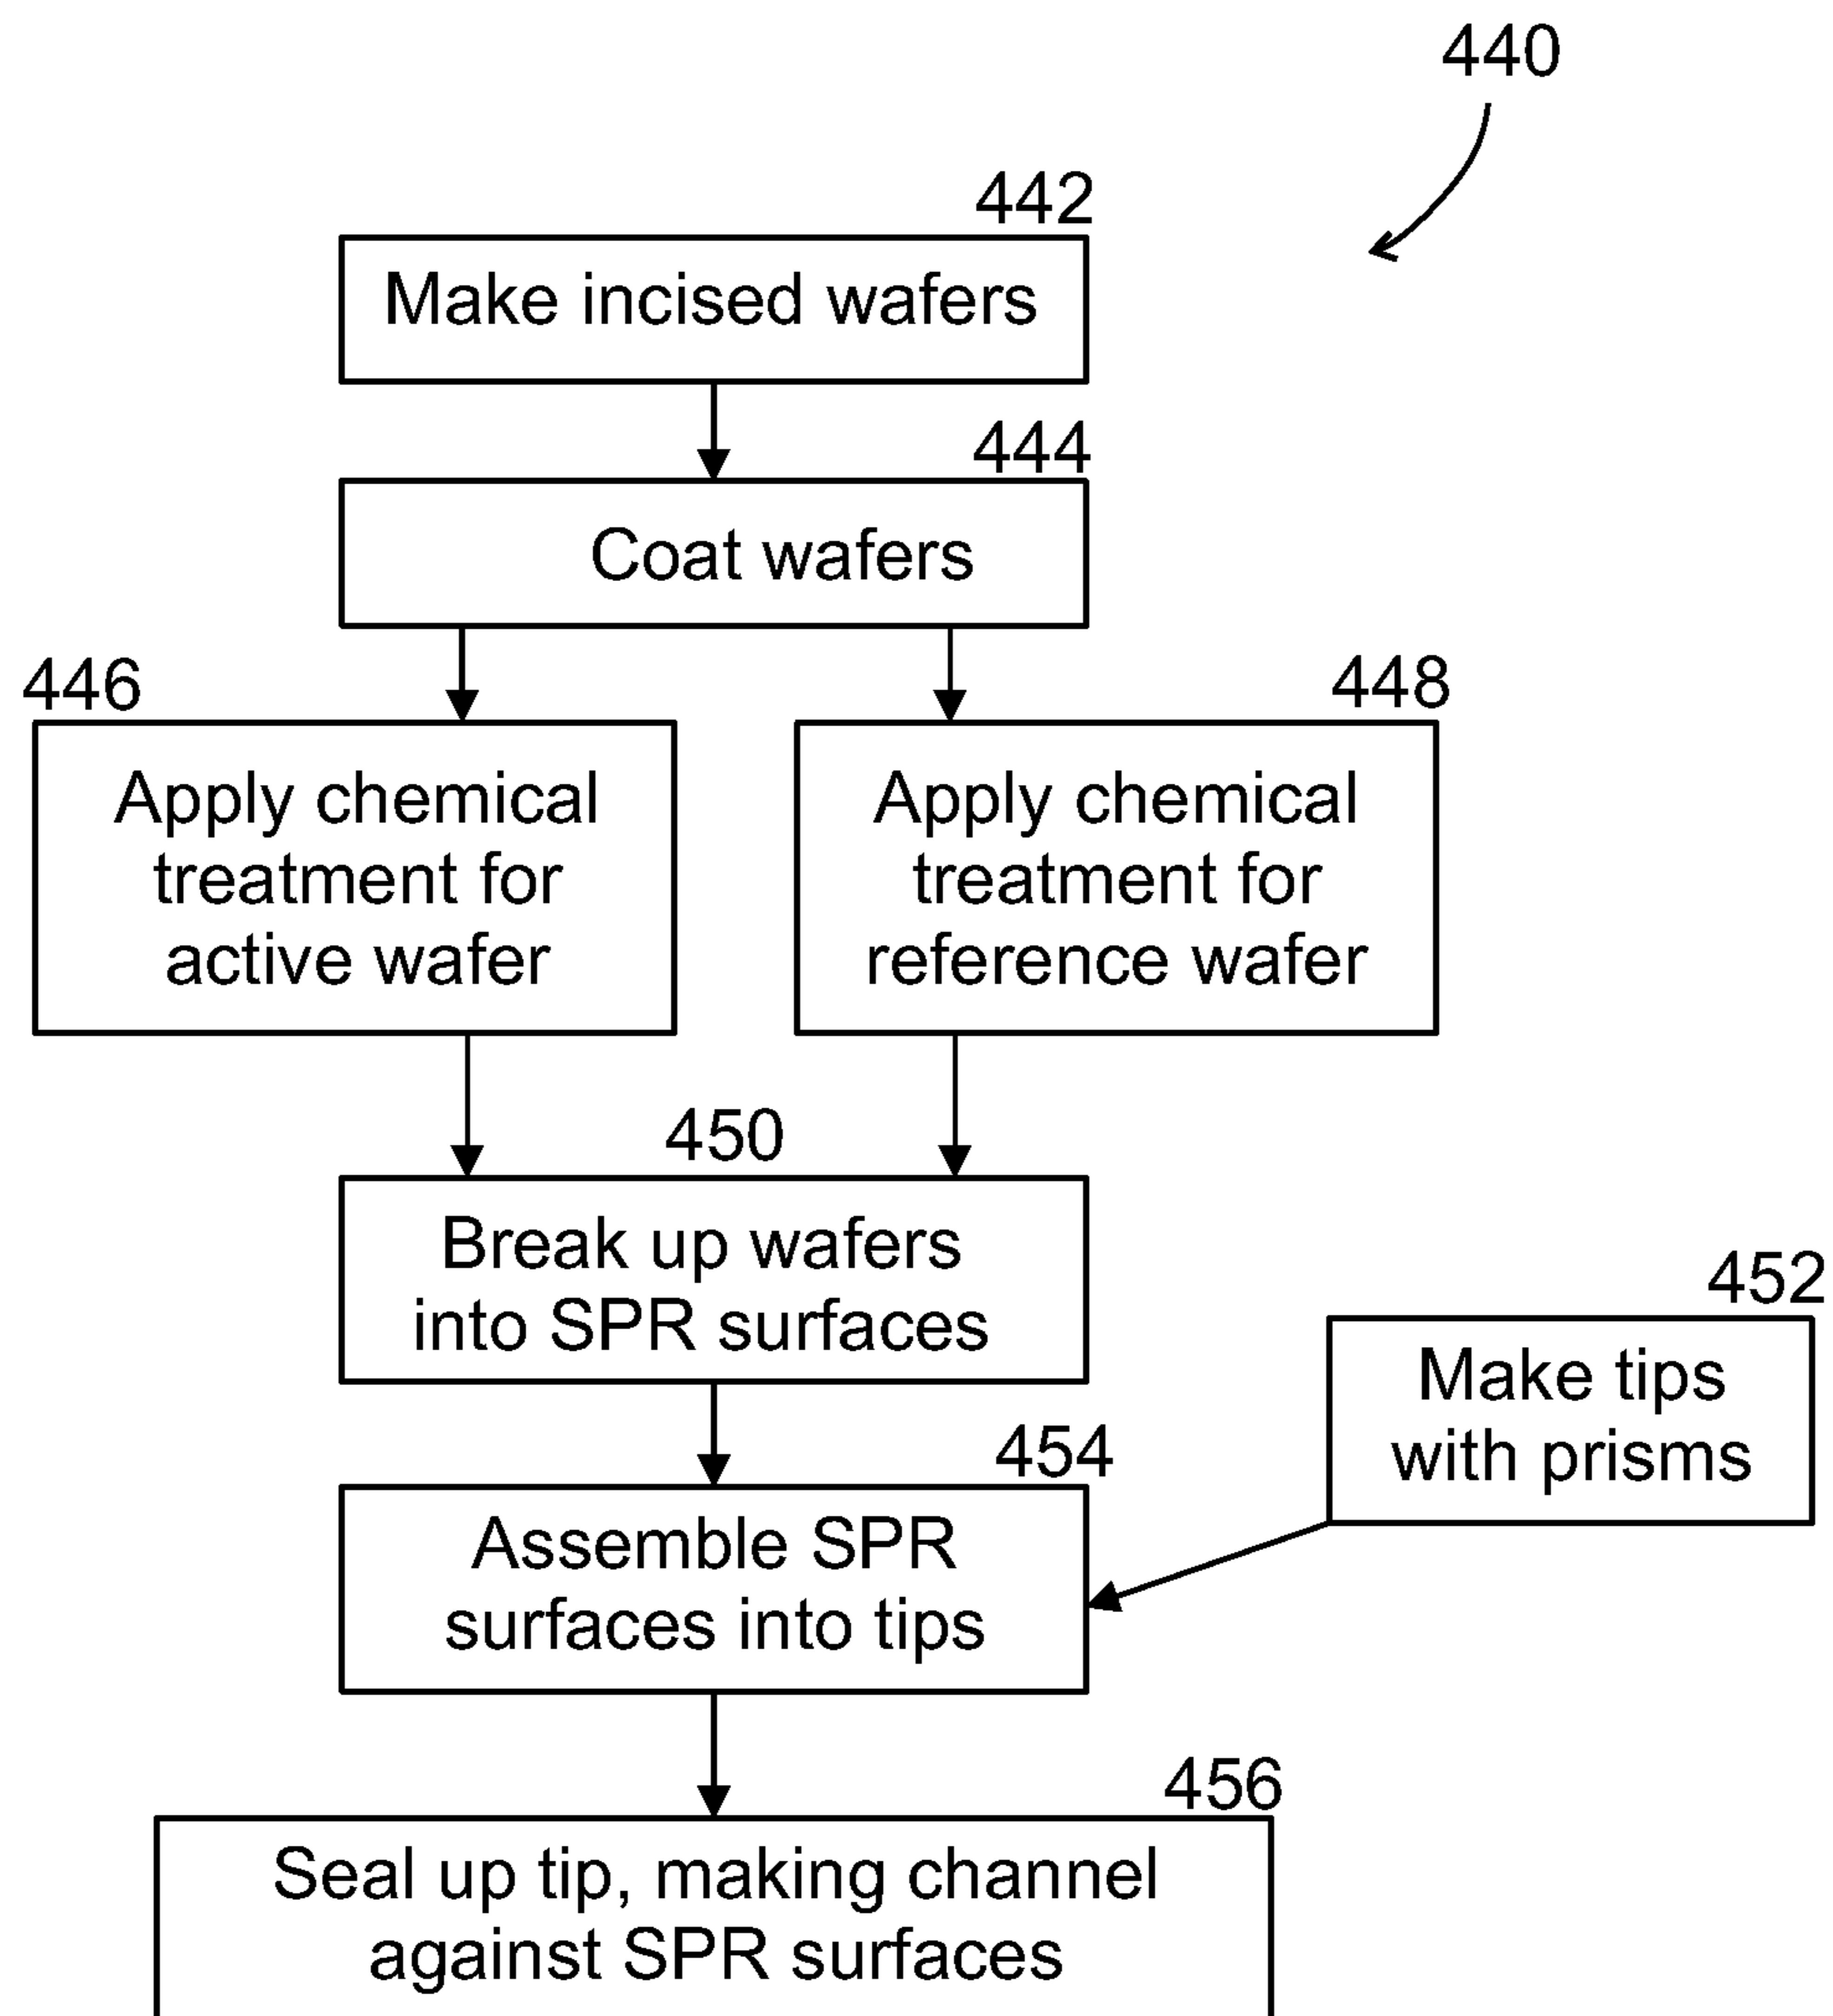 440
442
Make incised wafers
444
Coat wafers
446
Apply chemical
treatment for
active wafer
448
Apply chemical
treatment for
reference wafer
450
Break up wafers
into SPR surfaces
452
Make tips
with prisms
454
Assemble SPR
surfaces into tips
456
Seal up tip, making channel
against SPR surfaces